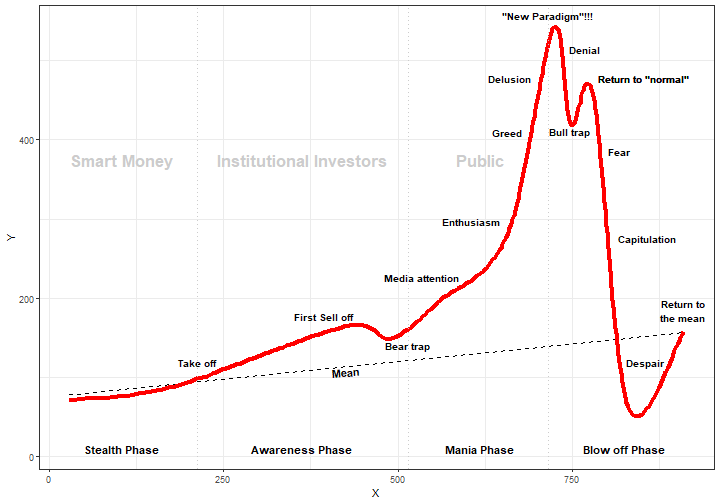 "New Paradigm"!!!
Denial
Delusion
Return to "normal"
Greed
Bull trap
Fear
Smart Money
Institutional Investors
Public
Enthusiasm
Capitulation
Media attention
First Sell off
Bear trap
Return to
the mean
Take off
Mean
Despair
Stealth Phase
Awareness Phase
Mania Phase
Blow off Phase
Y
400
200
0
0
250
500
750
X